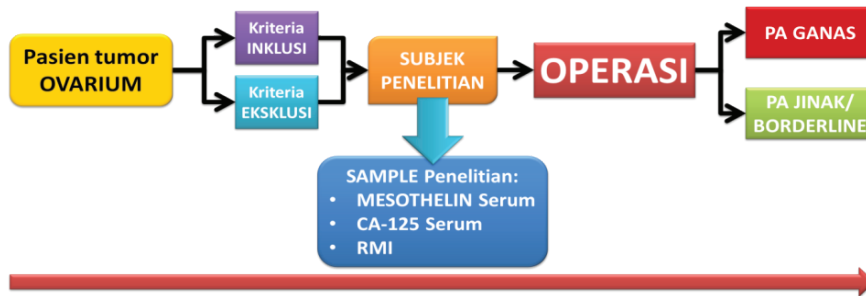 Pasien tumor
OVARIUM
Kriteria
INKLUSI
Kriteria
EKSKLUSI
SUBJEK
PENELITIAN
OPERASI
PA GANAS
PA JINAK/
BORDERLINE
SAMPLE Penelitian:
• MESOTHELIN Serum
• CA-125 Serum
• RMI